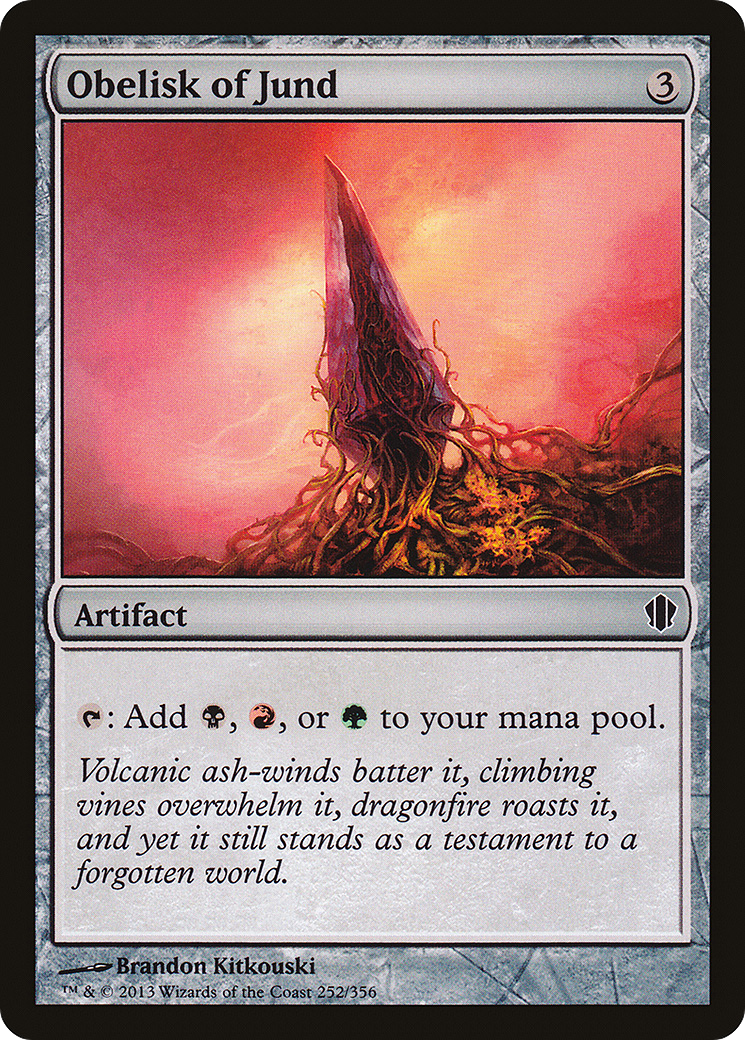 Obelisk of Jund 3
Artifact
: Add , , or to your mana pool.
Volcanic ash-winds batter it, climbing
vines overwhelm it, dragonfire roasts it,
and yet it still stands as a testament to a
forgotten world.
Brandon Kitkouski
™ & © 2013 Wizards of the Coast 252/356